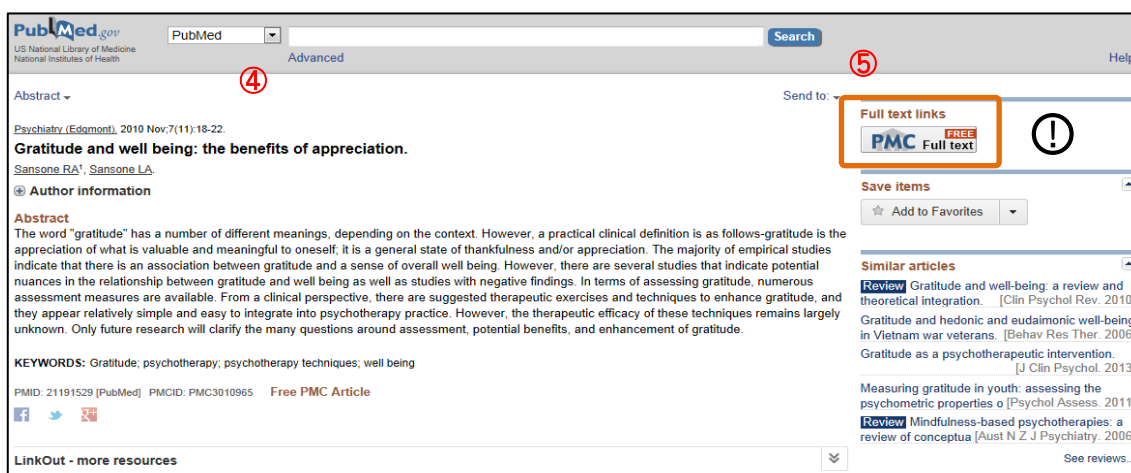 PubMed.gov
US National Library of Medicine
National Institutes of Health
PubMed
Search
Advanced
Help
④
⑤
Abstract
Send to:
Psychiatry (Edgmont). 2010 Nov;7(11):18-22.
Gratitude and well being: the benefits of appreciation.
Sansone RA1, Sansone LA.
Author information
Abstract
The word "gratitude" has a number of different meanings, depending on the context. However, a practical clinical definition is as follows-gratitude is the
appreciation of what is valuable and meaningful to oneself; it is a general state of thankfulness and/or appreciation. The majority of empirical studies
indicate that there is an association between gratitude and a sense of overall well being. However, there are several studies that indicate potential
nuances in the relationship between gratitude and well being as well as studies with negative findings. In terms of assessing gratitude, numerous
assessment measures are available. From a clinical perspective, there are suggested therapeutic exercises and techniques to enhance gratitude, and
they appear relatively simple and easy to integrate into psychotherapy practice. However, the therapeutic efficacy of these techniques remains largely
unknown. Only future research will clarify the many questions around assessment, potential benefits, and enhancement of gratitude.
KEYWORDS: Gratitude; psychotherapy; psychotherapy techniques; well being
PMID: 21191529 [PubMed] PMCID: PMC3010965 Free PMC Article
LinkOut - more resources
Full text links
PMC FREE Full text
!
Save items
Add to Favorites
Similar articles
Review Gratitude and well-being: a review and
theoretical integration. [Clin Psychol Rev. 2010
Gratitude and hedonic and eudaimonic well-being
in Vietnam war veterans. [Behav Res Ther. 2006
Gratitude as a psychotherapeutic intervention.
[J Clin Psychol. 2013
Measuring gratitude in youth: assessing the
psychometric properties o [Psychol Assess. 2011
Review Mindfulness-based psychotherapies: a
review of conceptua [Aust N Z J Psychiatry. 2006
See reviews...